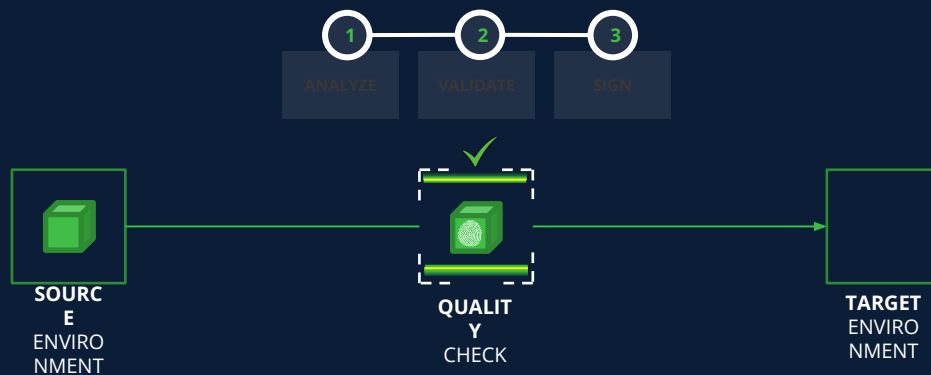 1 2 3
ANALYZE VALIDATE SIGN
SOURC
E
ENVIRO
NMENT
QUALIT
Y
CHECK
TARGET
ENVIRO
NMENT